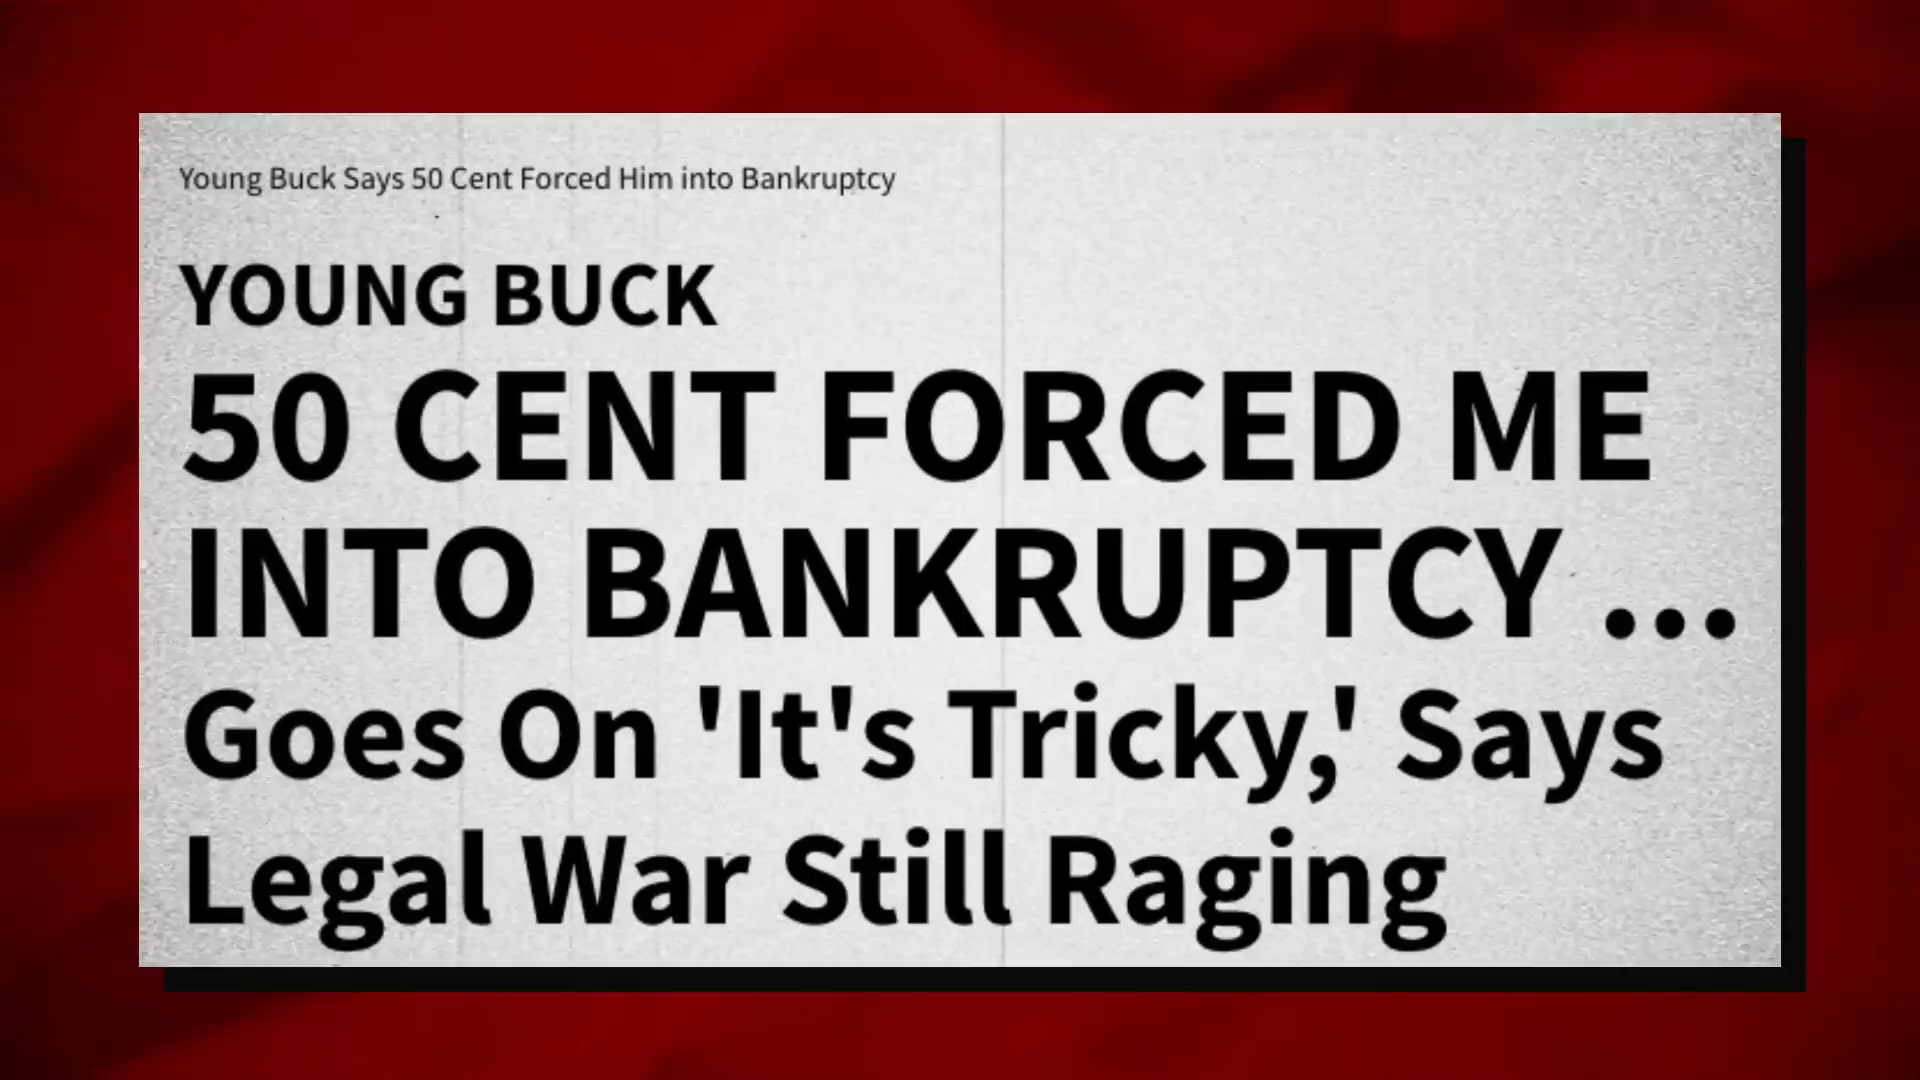 Young Buck Says 50 Cent Forced Him into Bankruptcy
YOUNG BUCK
50 CENT FORCED ME
INTO BANKRUPTCY ...
Goes On 'It's Tricky,' Says
Legal War Still Raging